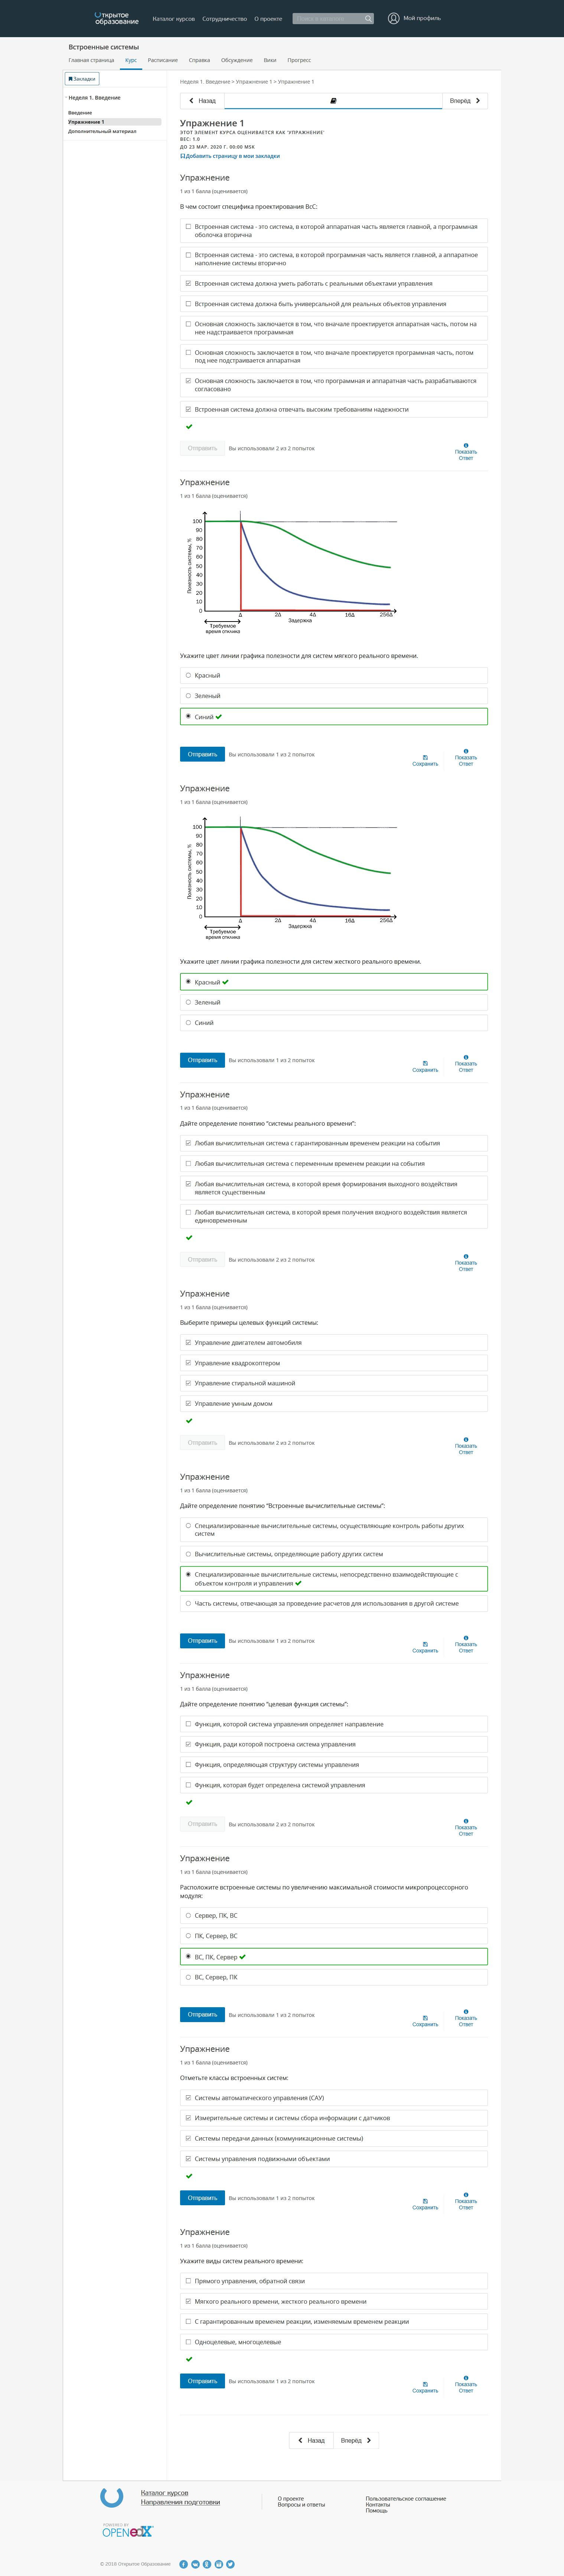 Открытое
образование
Каталог курсов
Сотрудничество
О проекте
Мой профиль
Встроенные системы
Главная страница
Курс
Расписание
Справка
Обсуждение
Вики
Прогресс
Закладки
Неделя 1. Введение
Введение
Упражнение 1
Дополнительный материал
Неделя 1. Введение > Упражнение 1 > Упражнение 1
Назад
Вперёд
Упражнение 1
ЭТОТ ЭЛЕМЕНТ КУРСА ОЦЕНИВАЕТСЯ КАК 'УПРАЖНЕНИЕ'
ВЕС: 1.0
ДО 23 МАР. 2020 Г., 00:00 MSK
Добавить страницу в мои закладки
Упражнение
1 из 1 балла (оценивается)
В чем состоит специфика проектирования ВсС:
Встроенная система - это система, в которой аппаратная часть является главной, а программная
оболочка вторична
Встроенная система - это система, в которой программная часть является главной, а аппаратное
наполнение системы вторично
Встроенная система должна уметь работать с реальными объектами управления
Встроенная система должна быть универсальной для реальных объектов управления
Основная сложность заключается в том, что вначале проектируется аппаратная часть, потом на
нее надстраивается программная
Основная сложность заключается в том, что вначале проектируется программная часть, потом
под нее подстраивается аппаратная
Основная сложность заключается в том, что программная и аппаратная часть разрабатываются
согласовано
Встроенная система должна отвечать высоким требованиям надежности
Отправить
Вы использовали 2 из 2 попыток
Показать
Ответ
Упражнение
1 из 1 балла (оценивается)
Полезность системы, %
100
90
80
70
60
50
40
30
20
10
0
Δ
2Δ
4Δ
16Δ
256Δ
Задержка
Требуемое
время отклика
Укажите цвет линии графика полезности для систем мягкого реального времени.
Красный
Зеленый
Синий
Отправить
Вы использовали 1 из 2 попыток
Сохранить
Показать
Ответ
Упражнение
1 из 1 балла (оценивается)
Полезность системы, %
100
90
80
70
60
50
40
30
20
10
0
Δ
2Δ
4Δ
16Δ
256Δ
Задержка
Требуемое
время отклика
Укажите цвет линии графика полезности для систем жесткого реального времени.
Красный
Зеленый
Синий
Отправить
Вы использовали 1 из 2 попыток
Сохранить
Показать
Ответ
Упражнение
1 из 1 балла (оценивается)
Дайте определение понятию “системы реального времени”:
Любая вычислительная система с гарантированным временем реакции на события
Любая вычислительная система с переменным временем реакции на события
Любая вычислительная система, в которой время формирования выходного воздействия
является существенным
Любая вычислительная система, в которой время получения входного воздействия является
единовременным
Отправить
Вы использовали 2 из 2 попыток
Показать
Ответ
Упражнение
1 из 1 балла (оценивается)
Выберите примеры целевых функций системы:
Управление двигателем автомобиля
Управление квадрокоптером
Управление стиральной машиной
Управление умным домом
Отправить
Вы использовали 2 из 2 попыток
Показать
Ответ
Упражнение
1 из 1 балла (оценивается)
Дайте определение понятию “Встроенные вычислительные системы”:
Специализированные вычислительные системы, осуществляющие контроль работы других
систем
Вычислительные системы, определяющие работу других систем
Специализированные вычислительные системы, непосредственно взаимодействующие с
объектом контроля и управления
Часть системы, отвечающая за проведение расчетов для использования в другой системе
Отправить
Вы использовали 1 из 2 попыток
Сохранить
Показать
Ответ
Упражнение
1 из 1 балла (оценивается)
Дайте определение понятию “целевая функция системы”:
Функция, которой система управления определяет направление
Функция, ради которой построена система управления
Функция, определяющая структуру системы управления
Функция, которая будет определена системой управления
Отправить
Вы использовали 2 из 2 попыток
Показать
Ответ
Упражнение
1 из 1 балла (оценивается)
Расположите встроенные системы по увеличению максимальной стоимости микропроцессорного
модуля:
Сервер, ПК, ВС
ПК, Сервер, ВС
ВС, ПК, Сервер
ВС, Сервер, ПК
Отправить
Вы использовали 1 из 2 попыток
Сохранить
Показать
Ответ
Упражнение
1 из 1 балла (оценивается)
Отметьте классы встроенных систем:
Системы автоматического управления (САУ)
Измерительные системы и системы сбора информации с датчиков
Системы передачи данных (коммуникационные системы)
Системы управления подвижными объектами
Отправить
Вы использовали 1 из 2 попыток
Сохранить
Показать
Ответ
Упражнение
1 из 1 балла (оценивается)
Укажите виды систем реального времени:
Прямого управления, обратной связи
Мягкого реального времени, жесткого реального времени
С гарантированным временем реакции, изменяемым временем реакции
Одноцелевые, многоцелевые
Отправить
Вы использовали 1 из 2 попыток
Сохранить
Показать
Ответ
Назад
Вперёд
Каталог курсов
Направления подготовки
О проекте
Вопросы и ответы
Пользовательское соглашение
Контакты
Помощь
POWERED BY
OPEN edX
© 2016 Открытое Образование